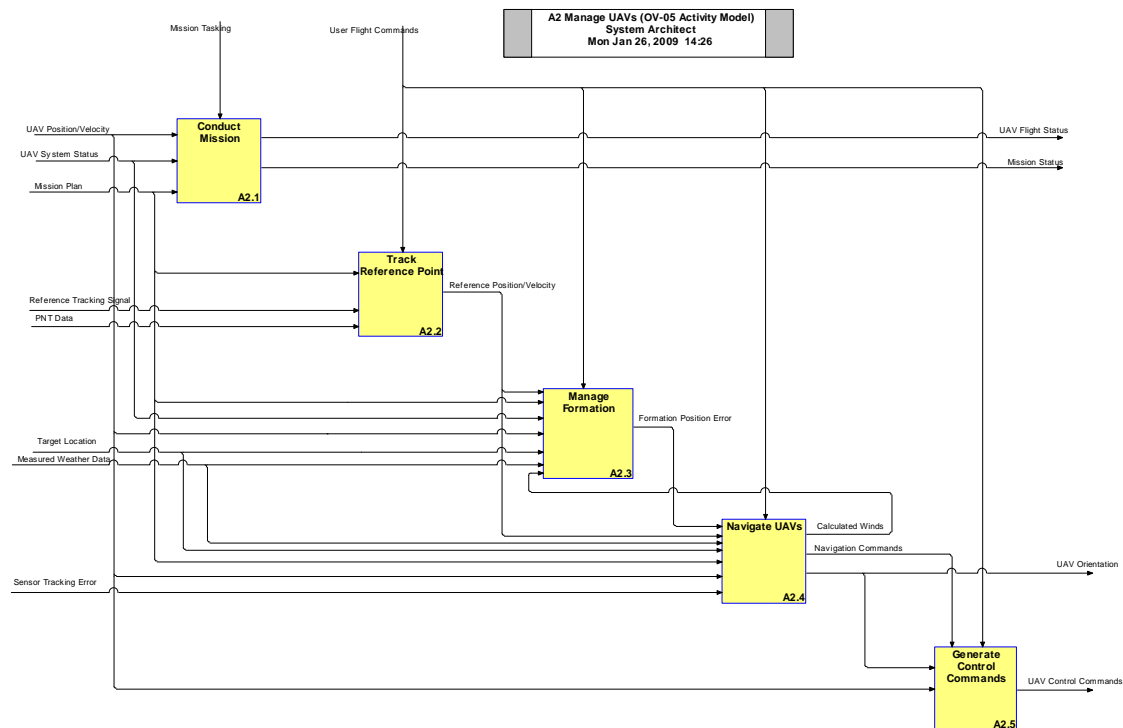 A2 Manage UAVs (OV-05 Activity Model)
System Architect
Mon Jan 26, 2009  14:26
Mission Tasking
User Flight Commands
UAV Position/Velocity
Conduct
Mission
A2.1
UAV Flight Status
UAV System Status
Mission Status
Mission Plan
Track
Reference Point
A2.2
Reference Position/Velocity
Reference Tracking Signal
PNT Data
Manage
Formation
A2.3
Formation Position Error
Target Location
Measured Weather Data
Navigate UAVs
A2.4
Calculated Winds
Navigation Commands
UAV Orientation
Sensor Tracking Error
Generate
Control
Commands
A2.5
UAV Control Commands